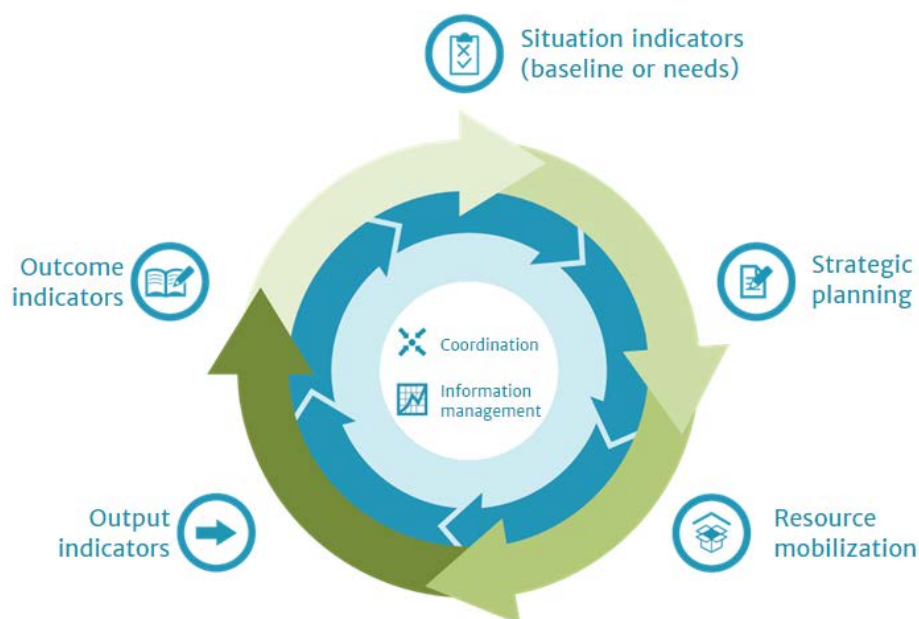 Situation indicators
(baseline or needs)
Strategic
planning
Resource
mobilization
Output
indicators
Outcome
indicators
Coordination
Information
management